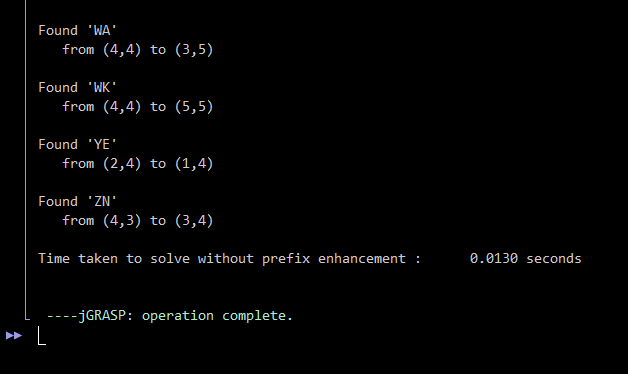 Found 'WA'
from (4,4) to (3,5)
Found 'WK'
from (4,4) to (5,5)
Found 'YE'
from (2,4) to (1,4)
Found 'ZN'
from (4,3) to (3,4)
Time taken to solve without prefix enhancement : 0.0130 seconds
----jGRASP: operation complete.